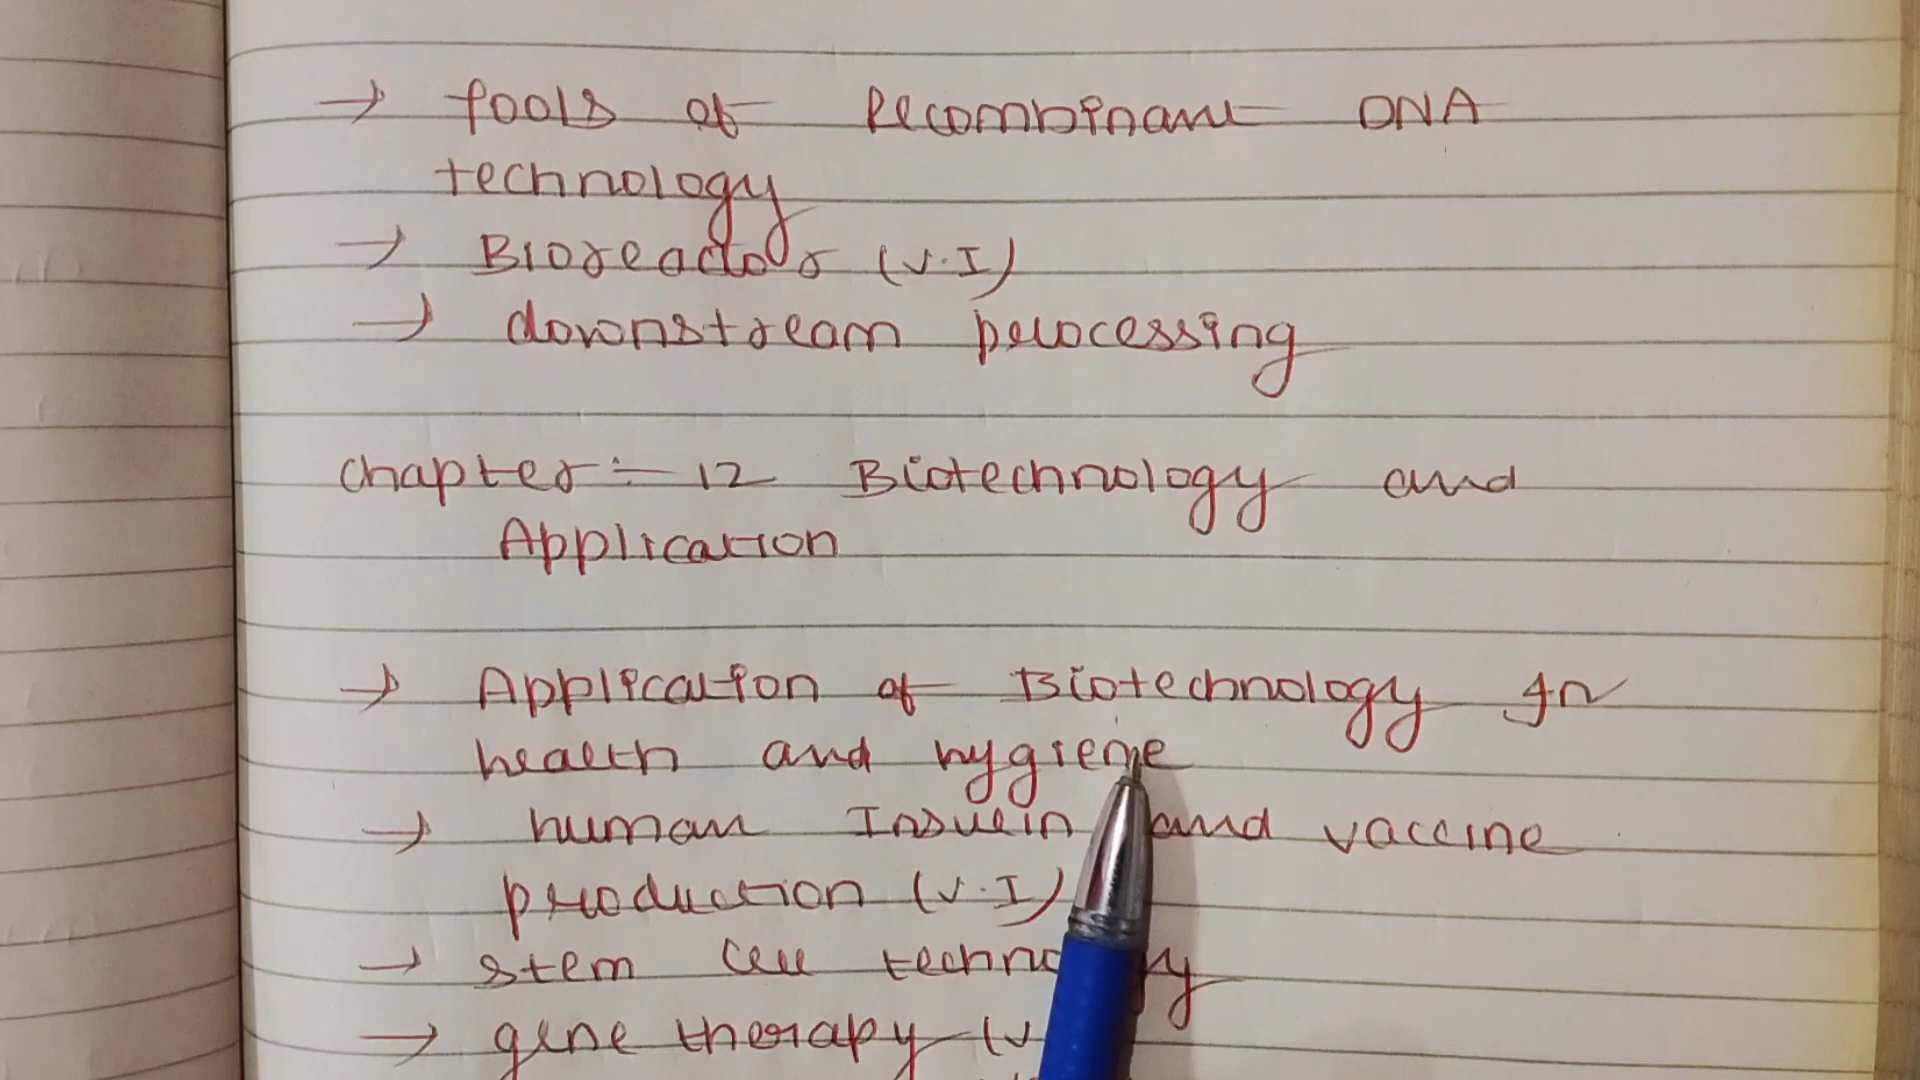 → Tools of Recombinant DNA
technology
→ Bioreactor (V.I)
→ downstream processing
Chapter:- 12 Biotechnology and
Application
→ Application of Biotechnology In
health and hygiene
→ human Insulin and vaccine
production (V.I)
→ stem cell
→ gene therapy (V